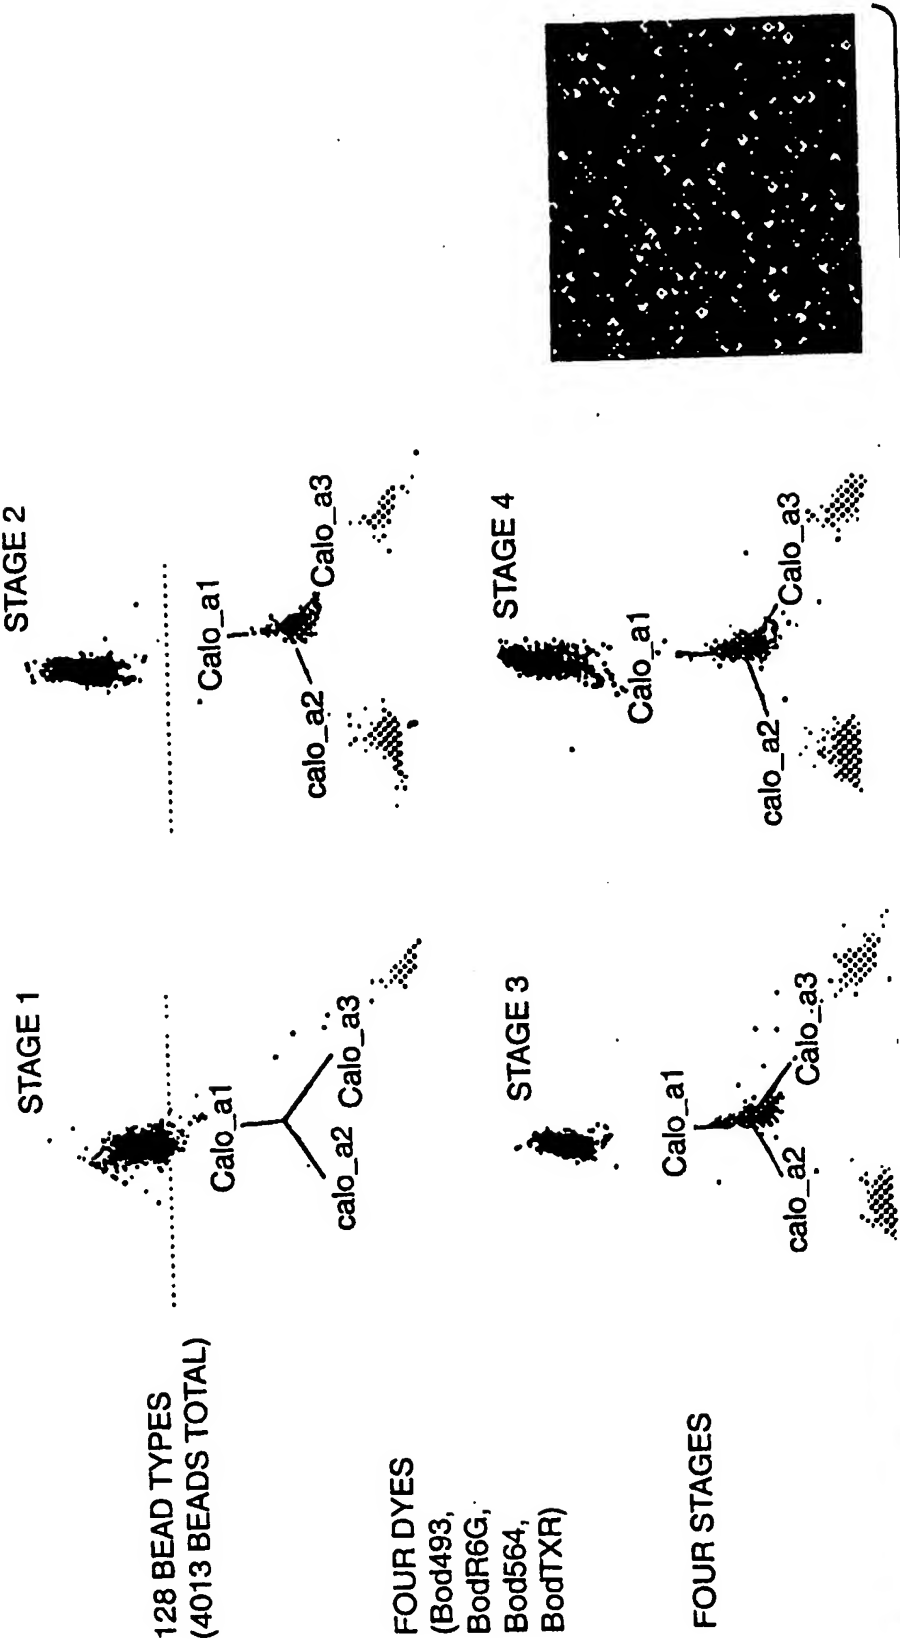 128 BEAD TYPES
(4013 BEADS TOTAL)
FOUR DYES
(Bod493,
BodR6G,
Bod564,
BodTXR)
FOUR STAGES
STAGE 1
Calo_a1
calo_a2
Calo_a3
STAGE 2
Calo_a1
calo_a2
Calo_a3
STAGE 3
Calo_a1
calo_a2
Calo_a3
STAGE 4
Calo_a1
calo_a2
Calo_a3